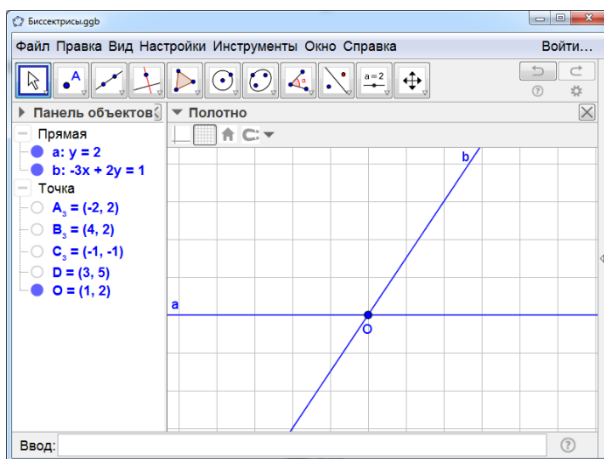 Биссектрисы.ggb
Файл Правка Вид Настройки Инструменты Окно Справка Войти...
A
a=2
Панель объектов Полотно
Прямая
a: y = 2
b: -3x + 2y = 1
Точка
A₃ = (-2, 2)
B₃ = (4, 2)
C₃ = (-1, -1)
D = (3, 5)
O = (1, 2)
b
a
O
Ввод: